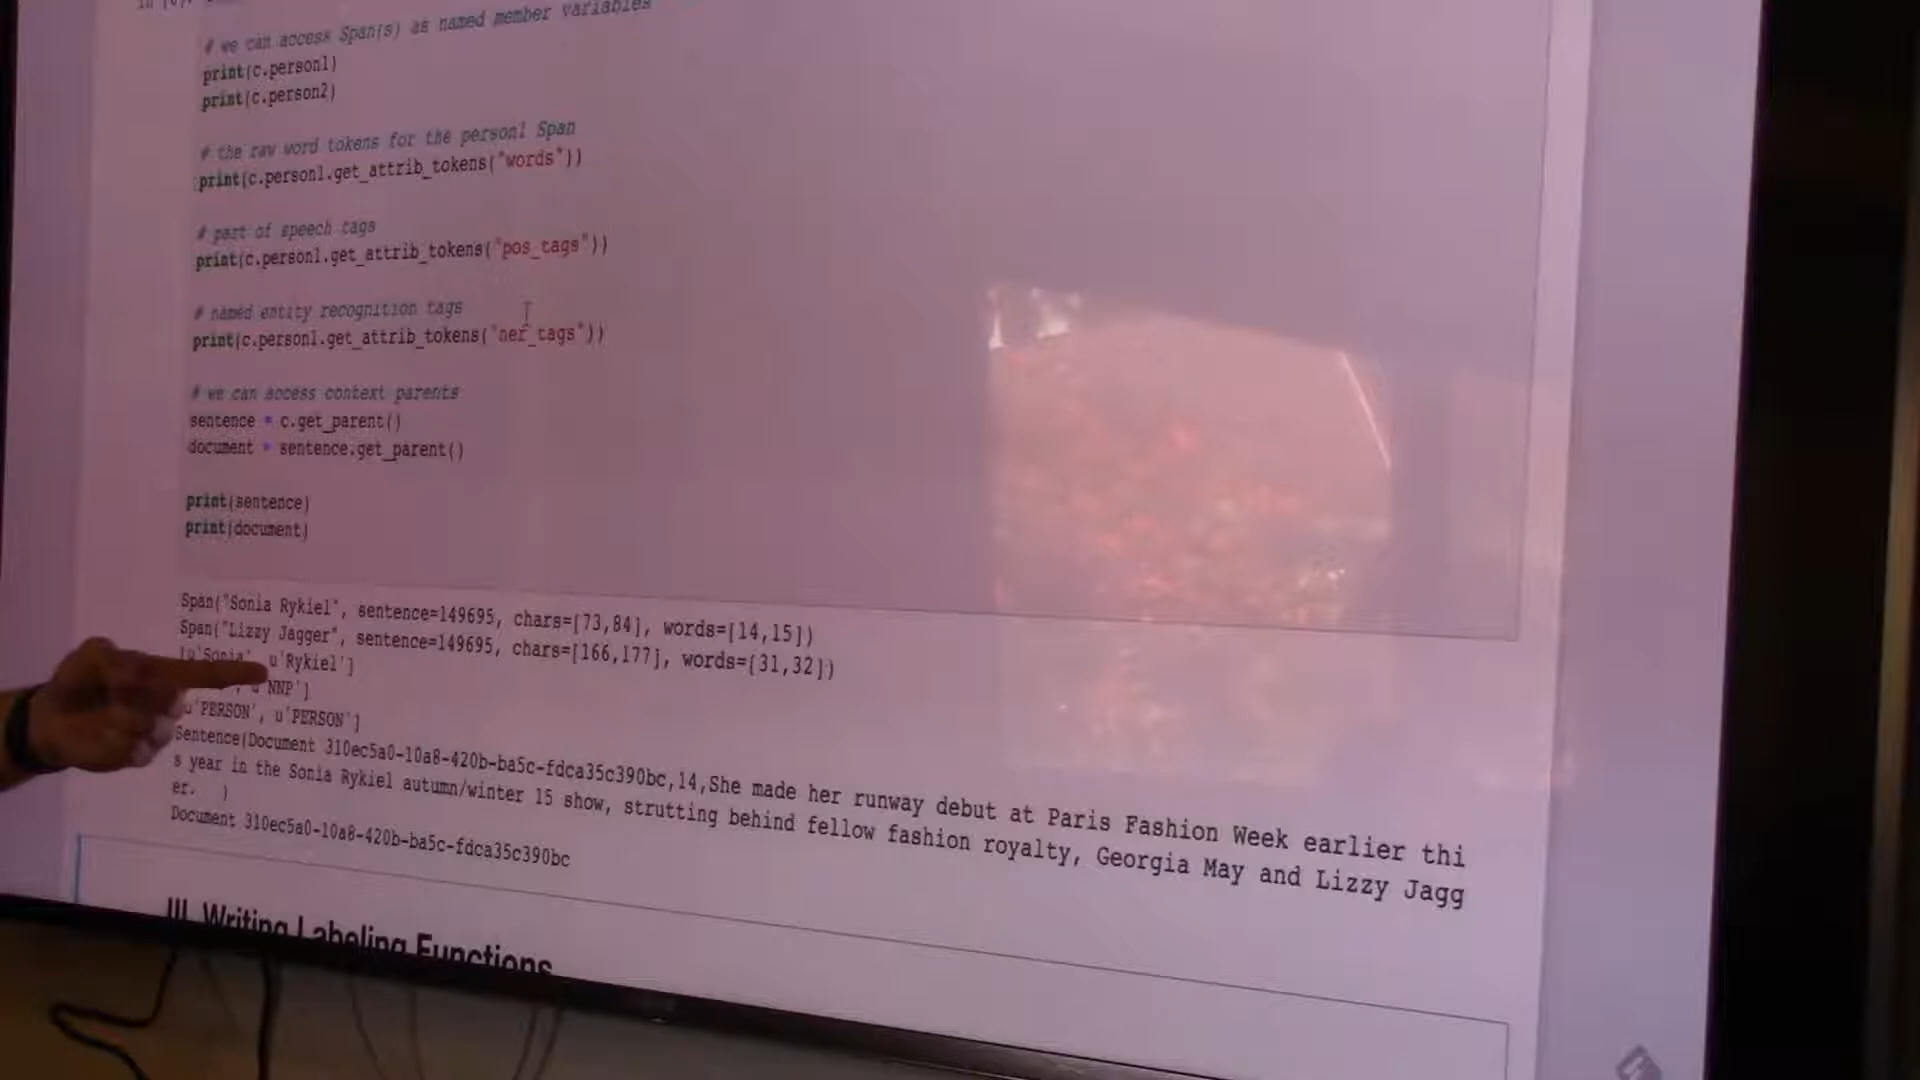 # we can access Span(s) as named member variables
print(c.person1)
print(c.person2)
# the raw word tokens for the person1 Span
print(c.person1.get_attrib_tokens("words"))
# part of speech tags
print(c.person1.get_attrib_tokens("pos_tags"))
# named entity recognition tags
print(c.person1.get_attrib_tokens("ner_tags"))
# we can access context parents
sentence = c.get_parent()
document = sentence.get_parent()
print(sentence)
print(document)
Span("Sonia Rykiel", sentence=149695, chars=[73,84], words=[14,15])
Span("Lizzy Jagger", sentence=149695, chars=[166,177], words=[31,32])
[u'Sonia', u'Rykiel']
, u'NNP']
u'PERSON', u'PERSON']
Sentence(Document 310ec5a0-10a8-420b-ba5c-fdca35c390bc,14,She made her runway debut at Paris Fashion Week earlier thi
s year in the Sonia Rykiel autumn/winter 15 show, strutting behind fellow fashion royalty, Georgia May and Lizzy Jagg
er. )
Document 310ec5a0-10a8-420b-ba5c-fdca35c390bc
III. Writing Labeling Functions